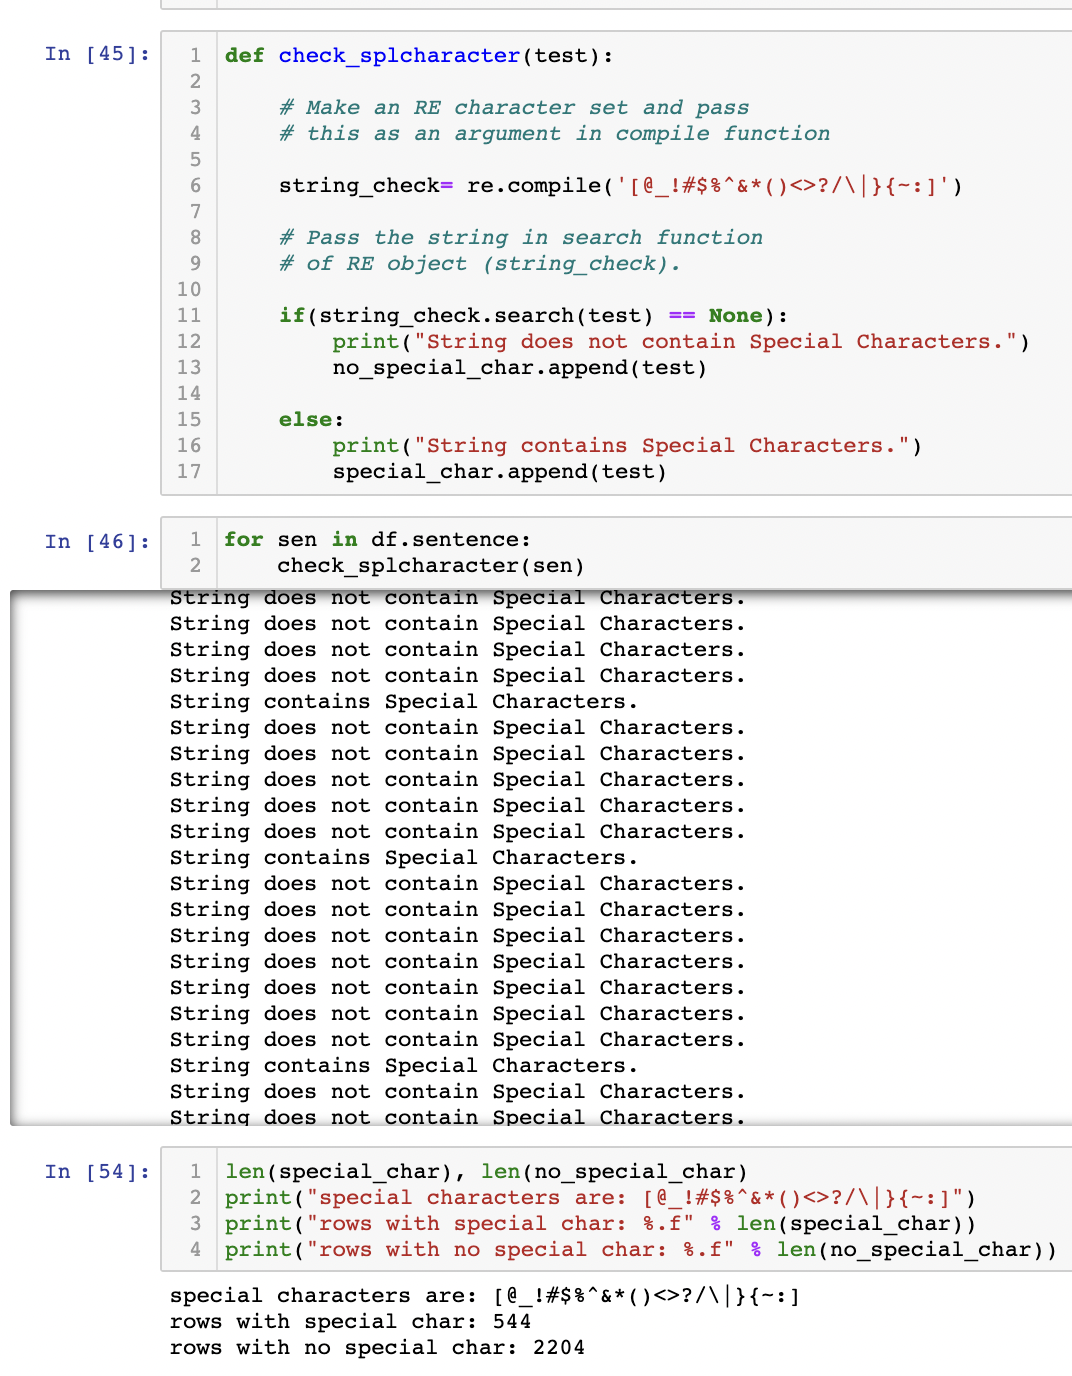 In [45]:
1 def check_splcharacter(test):
2
3     # Make an RE character set and pass
4     # this as an argument in compile function
5
6     string_check= re.compile('[@_!#$%^&*()<>?/\|}{~:]')
7
8     # Pass the string in search function
9     # of RE object (string_check).
10
11     if(string_check.search(test) == None):
12         print("String does not contain Special Characters.")
13         no_special_char.append(test)
14
15     else:
16         print("String contains Special Characters.")
17         special_char.append(test)
In [46]:
1 for sen in df.sentence:
2     check_splcharacter(sen)
String does not contain Special Characters.
String does not contain Special Characters.
String does not contain Special Characters.
String does not contain Special Characters.
String contains Special Characters.
String does not contain Special Characters.
String does not contain Special Characters.
String does not contain Special Characters.
String does not contain Special Characters.
String does not contain Special Characters.
String contains Special Characters.
String does not contain Special Characters.
String does not contain Special Characters.
String does not contain Special Characters.
String does not contain Special Characters.
String does not contain Special Characters.
String does not contain Special Characters.
String does not contain Special Characters.
String contains Special Characters.
String does not contain Special Characters.
String does not contain Special Characters.
In [54]:
1 len(special_char), len(no_special_char)
2 print("special characters are: [@_!#$%^&*()<>?/\|}{~:]")
3 print("rows with special char: %.f" % len(special_char))
4 print("rows with no special char: %.f" % len(no_special_char))
special characters are: [@_!#$%^&*()<>?/\|}{~:]
rows with special char: 544
rows with no special char: 2204